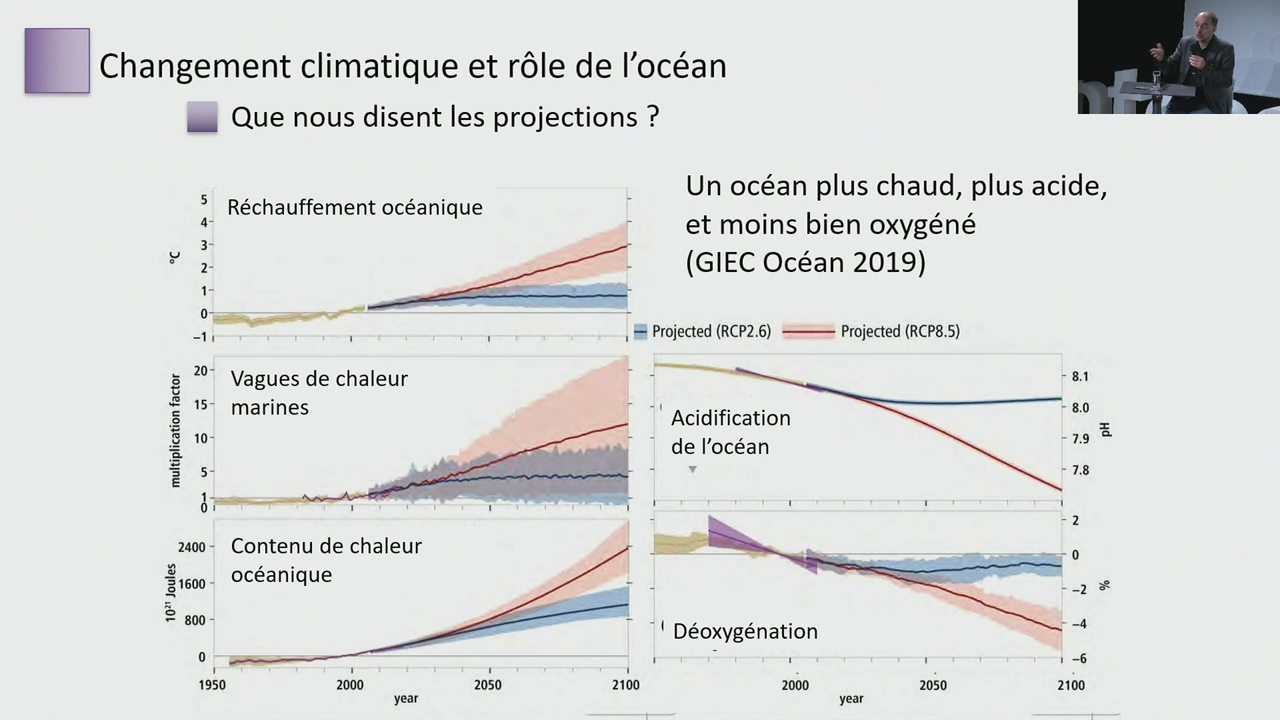 Changement climatique et rôle de l’océan
Que nous disent les projections ?
Un océan plus chaud, plus acide,
et moins bien oxygéné
(GIEC Océan 2019)
Réchauffement océanique
°C
5
4
3
2
1
0
−1
Projected (RCP2.6)
Projected (RCP8.5)
Vagues de chaleur
marines
multiplication factor
20
15
10
5
1
0
Contenu de chaleur
océanique
10²¹ Joules
2400
1600
800
0
1950
2000
2050
2100
year
Acidification
de l’océan
8.1
8.0
7.9
7.8
pH
Déoxygénation
2
0
−2
−4
−6
%
2000
2050
2100
year